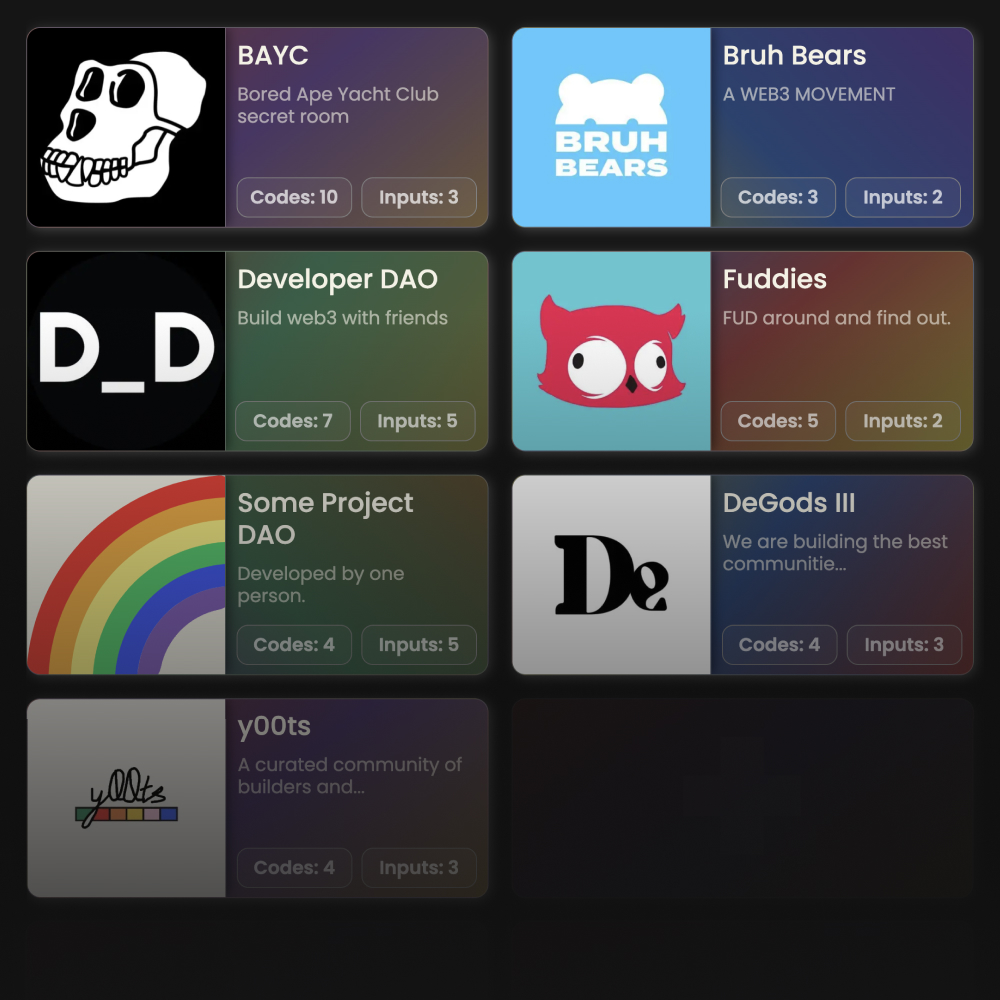 BAYC
Bored Ape Yacht Club
secret room
Codes: 10
Inputs: 3
BRUH
BEARS
Bruh Bears
A WEB3 MOVEMENT
Codes: 3
Inputs: 2
D_D
Developer DAO
Build web3 with friends
Codes: 7
Inputs: 5
Fuddies
FUD around and find out.
Codes: 5
Inputs: 2
Some Project
DAO
Developed by one
person.
Codes: 4
Inputs: 5
De
DeGods III
We are building the best
communitie...
Codes: 4
Inputs: 3
y00ts
y00ts
A curated community of
builders and...
Codes: 4
Inputs: 3